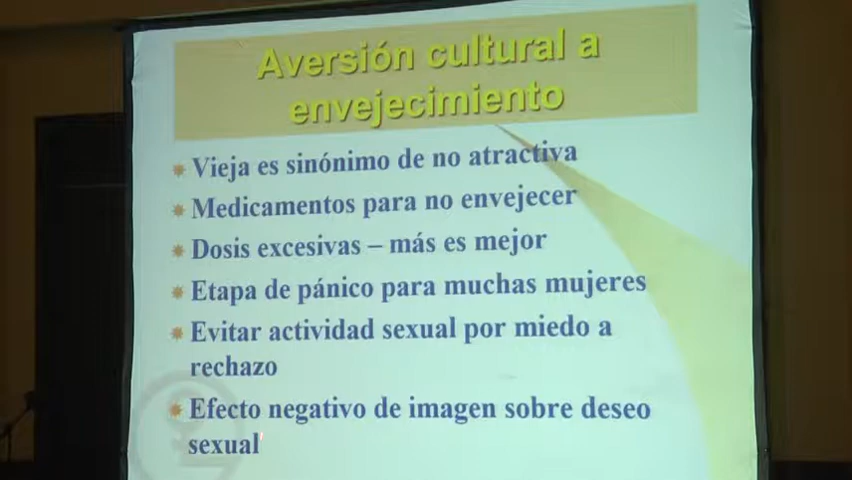 Aversión cultural a
envejecimiento
Vieja es sinónimo de no atractiva
Medicamentos para no envejecer
Dosis excesivas – más es mejor
Etapa de pánico para muchas mujeres
Evitar actividad sexual por miedo a
rechazo
Efecto negativo de imagen sobre deseo
sexual